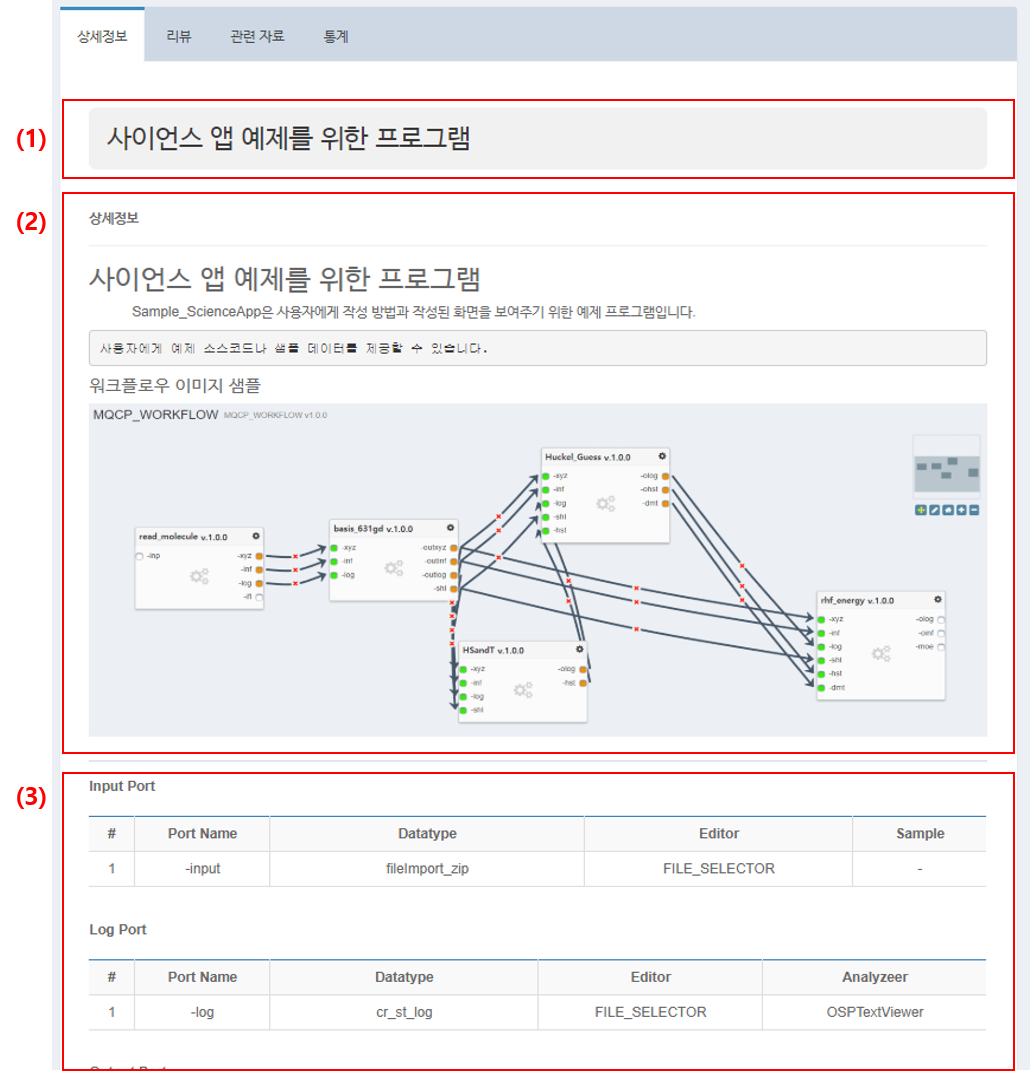 상세정보 리뷰 관련 자료 통계
(1)
사이언스 앱 예제를 위한 프로그램
(2)
상세정보
사이언스 앱 예제를 위한 프로그램
Sample_ScienceApp은 사용자에게 작성 방법과 작성된 화면을 보여주기 위한 예제 프로그램입니다.
사용자에게 예제 소스코드나 샘플 데이터를 제공할 수 있습니다.
워크플로우 이미지 샘플
MQCP_WORKFLOW MQCP_WORKFLOW v1.0.0
Huckel_Guess v.1.0.0
-xyz -olog
-inf -ohst
-log -dmt
-shl
-hst
basis_631gd v.1.0.0
-xyz -outxyz
-inf -outinf
-log -outlog
-shl
read_molecule v.1.0.0
-inp -xyz
-inf
-log
rhf_energy v.1.0.0
-xyz -olog
-inf -oinf
-log -moe
-shl
-hst
-dmt
HSandT v.1.0.0
-xyz -olog
-inf -hst
-log
-shl
(3)
Input Port
# Port Name Datatype Editor Sample
1 -input fileImport_zip FILE_SELECTOR -
Log Port
# Port Name Datatype Editor Analyzeer
1 -log cr_st_log FILE_SELECTOR OSPTextViewer